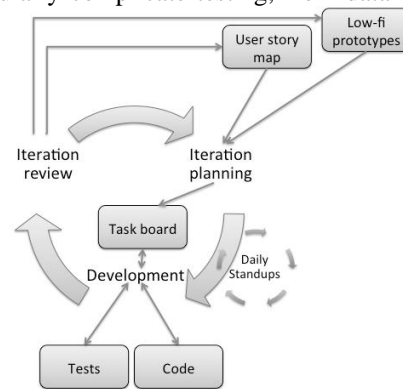 Low-fi
prototypes
User story
map
Iteration
review
Iteration
planning
Task board
Daily
Standups
Development
Tests
Code